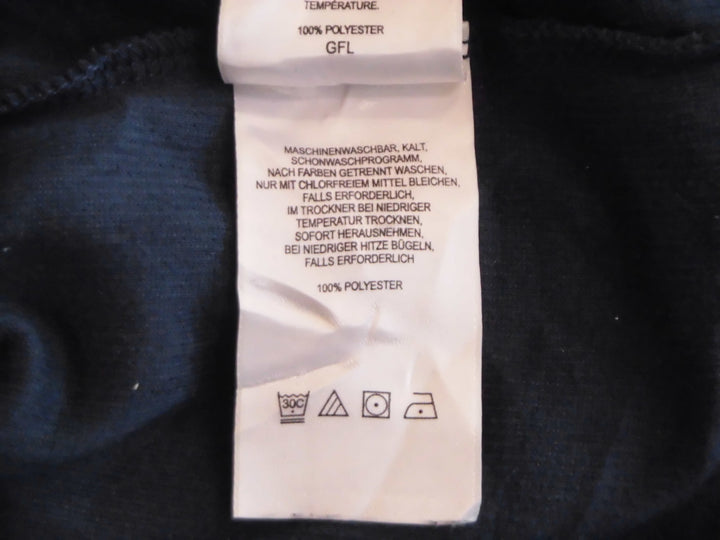 TEMPÉRATURE.
100% POLYESTER
GFL
MASCHINENWASCHBAR, KALT,
SCHONWASCHPROGRAMM,
NACH FARBEN GETRENNT WASCHEN,
NUR MIT CHLORFREIEM MITTEL BLEICHEN,
FALLS ERFORDERLICH,
IM TROCKNER BEI NIEDRIGER
TEMPERATUR TROCKNEN,
SOFORT HERAUSNEHMEN,
BEI NIEDRIGER HITZE BÜGELN,
FALLS ERFORDERLICH
100% POLYESTER
30C